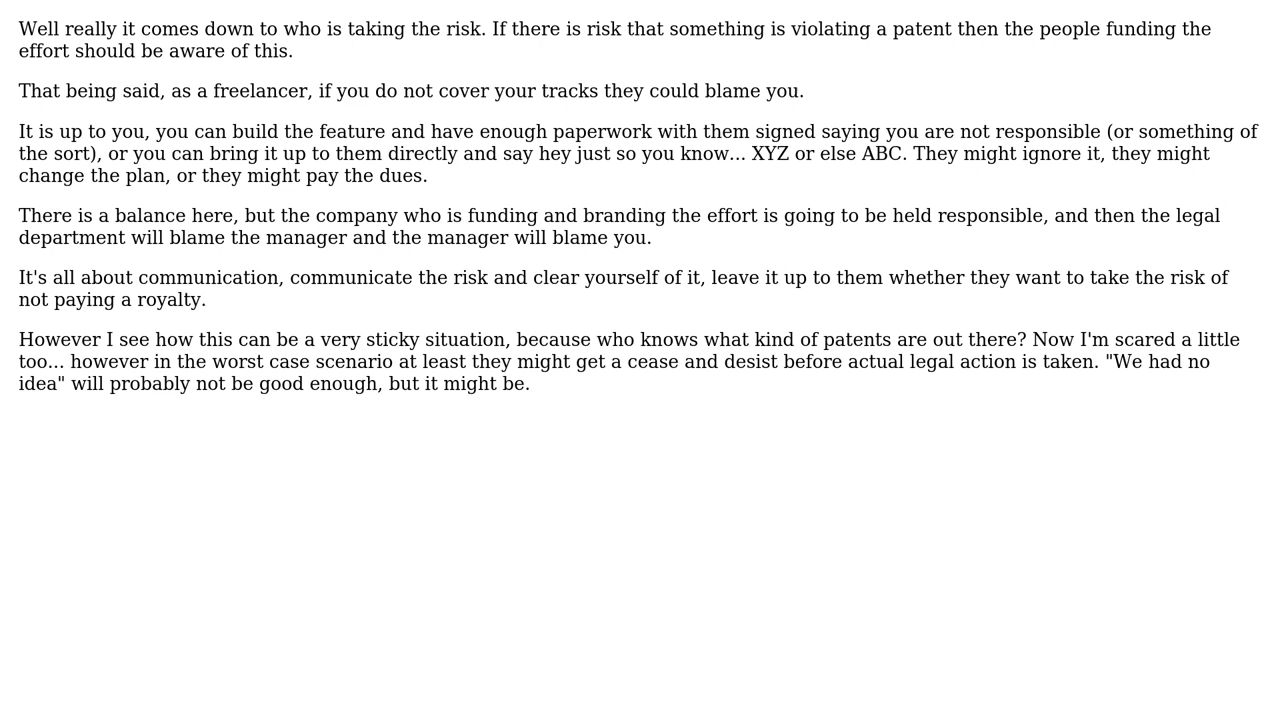 Well really it comes down to who is taking the risk. If there is risk that something is violating a patent then the people funding the
effort should be aware of this.
That being said, as a freelancer, if you do not cover your tracks they could blame you.
It is up to you, you can build the feature and have enough paperwork with them signed saying you are not responsible (or something of
the sort), or you can bring it up to them directly and say hey just so you know... XYZ or else ABC. They might ignore it, they might
change the plan, or they might pay the dues.
There is a balance here, but the company who is funding and branding the effort is going to be held responsible, and then the legal
department will blame the manager and the manager will blame you.
It's all about communication, communicate the risk and clear yourself of it, leave it up to them whether they want to take the risk of
not paying a royalty.
However I see how this can be a very sticky situation, because who knows what kind of patents are out there? Now I'm scared a little
too... however in the worst case scenario at least they might get a cease and desist before actual legal action is taken. "We had no
idea" will probably not be good enough, but it might be.